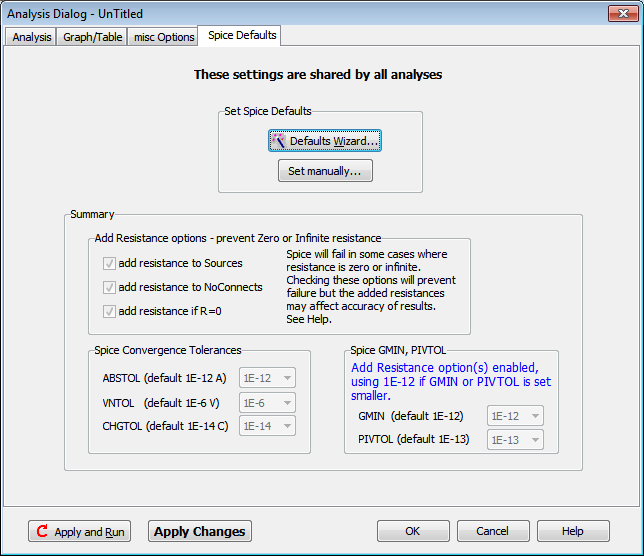 Analysis Dialog - UnTitled
Analysis Graph/Table misc Options Spice Defaults
These settings are shared by all analyses
Set Spice Defaults
Defaults Wizard...
Set manually...
Summary
Add Resistance options - prevent Zero or Infinite resistance
add resistance to Sources
add resistance to NoConnects
add resistance if R=0
Spice will fail in some cases where
resistance is zero or infinite.
Checking these options will prevent
failure but the added resistances
may affect accuracy of results.
See Help.
Spice Convergence Tolerances
ABSTOL (default 1E-12 A) 1E-12
VNTOL (default 1E-6 V) 1E-6
CHGTOL (default 1E-14 C) 1E-14
Spice GMIN, PIVTOL
Add Resistance option(s) enabled,
using 1E-12 if GMIN or PIVTOL is set
smaller.
GMIN (default 1E-12) 1E-12
PIVTOL (default 1E-13) 1E-13
Apply and Run Apply Changes OK Cancel Help